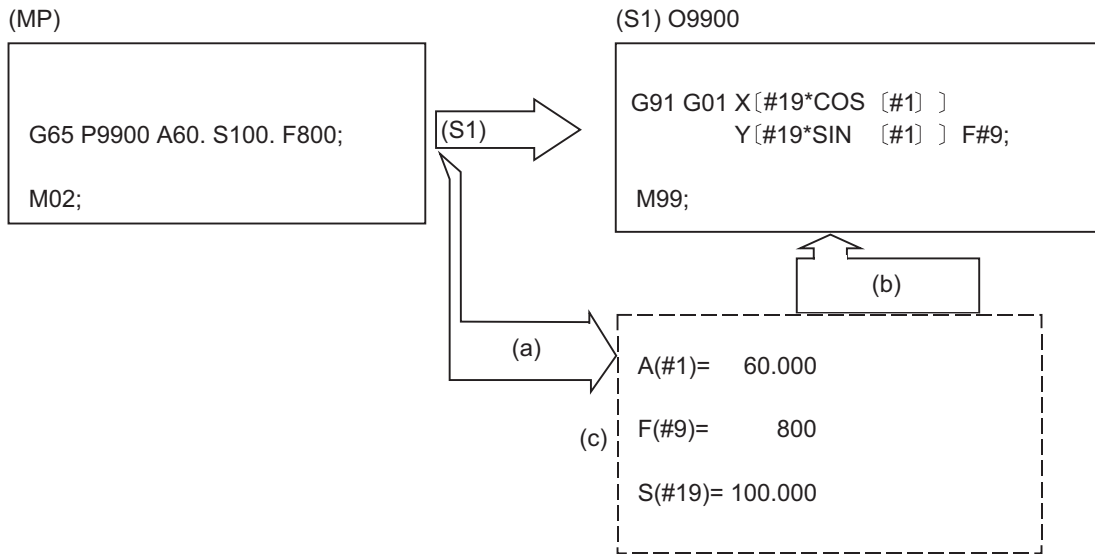 (MP)
G65 P9900 A60. S100. F800;
M02;
(S1)
(S1) O9900
G91 G01 X〔#19*COS 〔#1〕 〕
Y〔#19*SIN 〔#1〕 〕 F#9;
M99;
(a)
(b)
(c)
A(#1)= 60.000
F(#9)= 800
S(#19)= 100.000